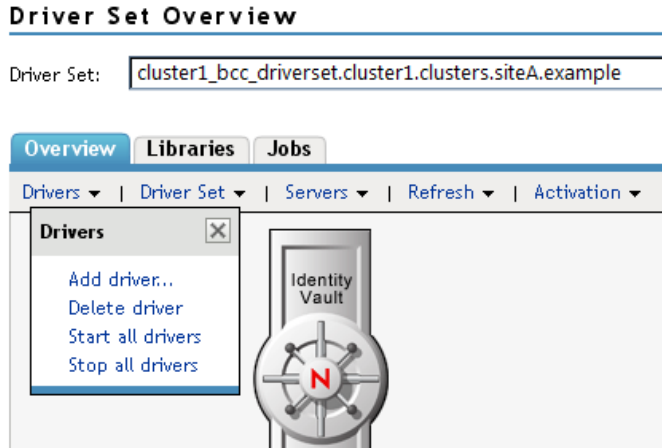 Driver Set Overview
Driver Set: cluster1_bcc_driverset.cluster1.clusters.siteA.example
Overview Libraries Jobs
Drivers | Driver Set | Servers | Refresh | Activation
Drivers
Add driver...
Delete driver
Start all drivers
Stop all drivers
Identity
Vault
N